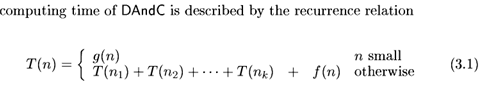 computing time of DAndC is described by the recurrence relation
T(n) = { g(n) n small
T(n₁) + T(n₂) + ··· + T(nₖ) + f(n) otherwise (3.1)